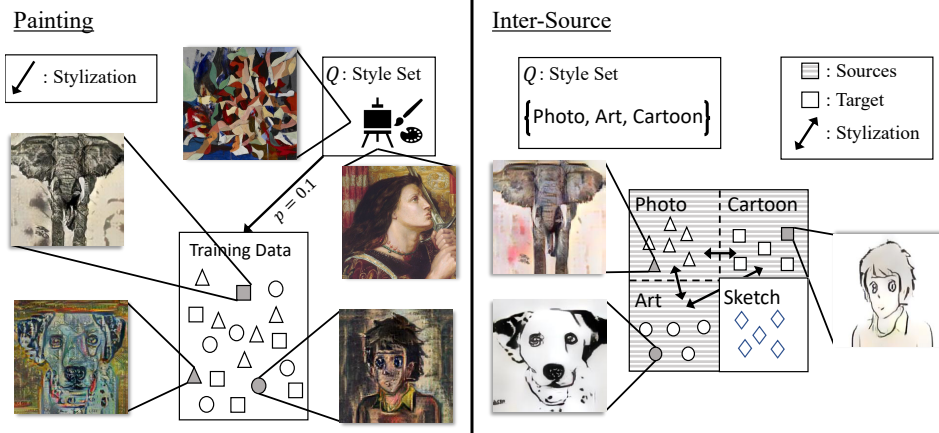 Painting
: Stylization
Q: Style Set
p = 0.1
Training Data
Inter-Source
Q: Style Set
{Photo, Art, Cartoon}
: Sources
: Target
: Stylization
Photo
Cartoon
Art
Sketch